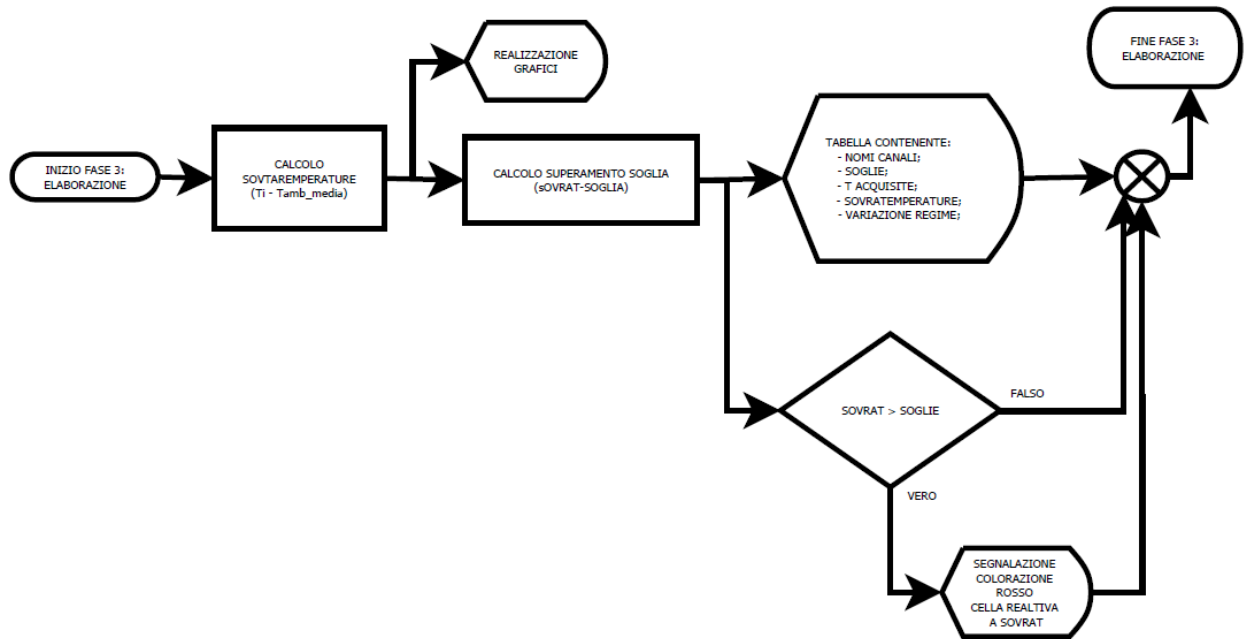 INIZIO FASE 3:
ELABORAZIONE
CALCOLO
SOVTAREMPERATURE
(Ti - Tamb_media)
REALIZZAZIONE
GRAFICI
CALCOLO SUPERAMENTO SOGLIA
(sOVRAT-SOGLIA)
TABELLA CONTENENTE:
- NOMI CANALI;
- SOGLIE;
- T ACQUISITE;
- SOVRATEMPERATURE;
- VARIAZIONE REGIME;
FINE FASE 3:
ELABORAZIONE
SOVRAT > SOGLIE
FALSO
VERO
SEGNALAZIONE
COLORAZIONE
ROSSO
CELLA REALTIVA
A SOVRAT